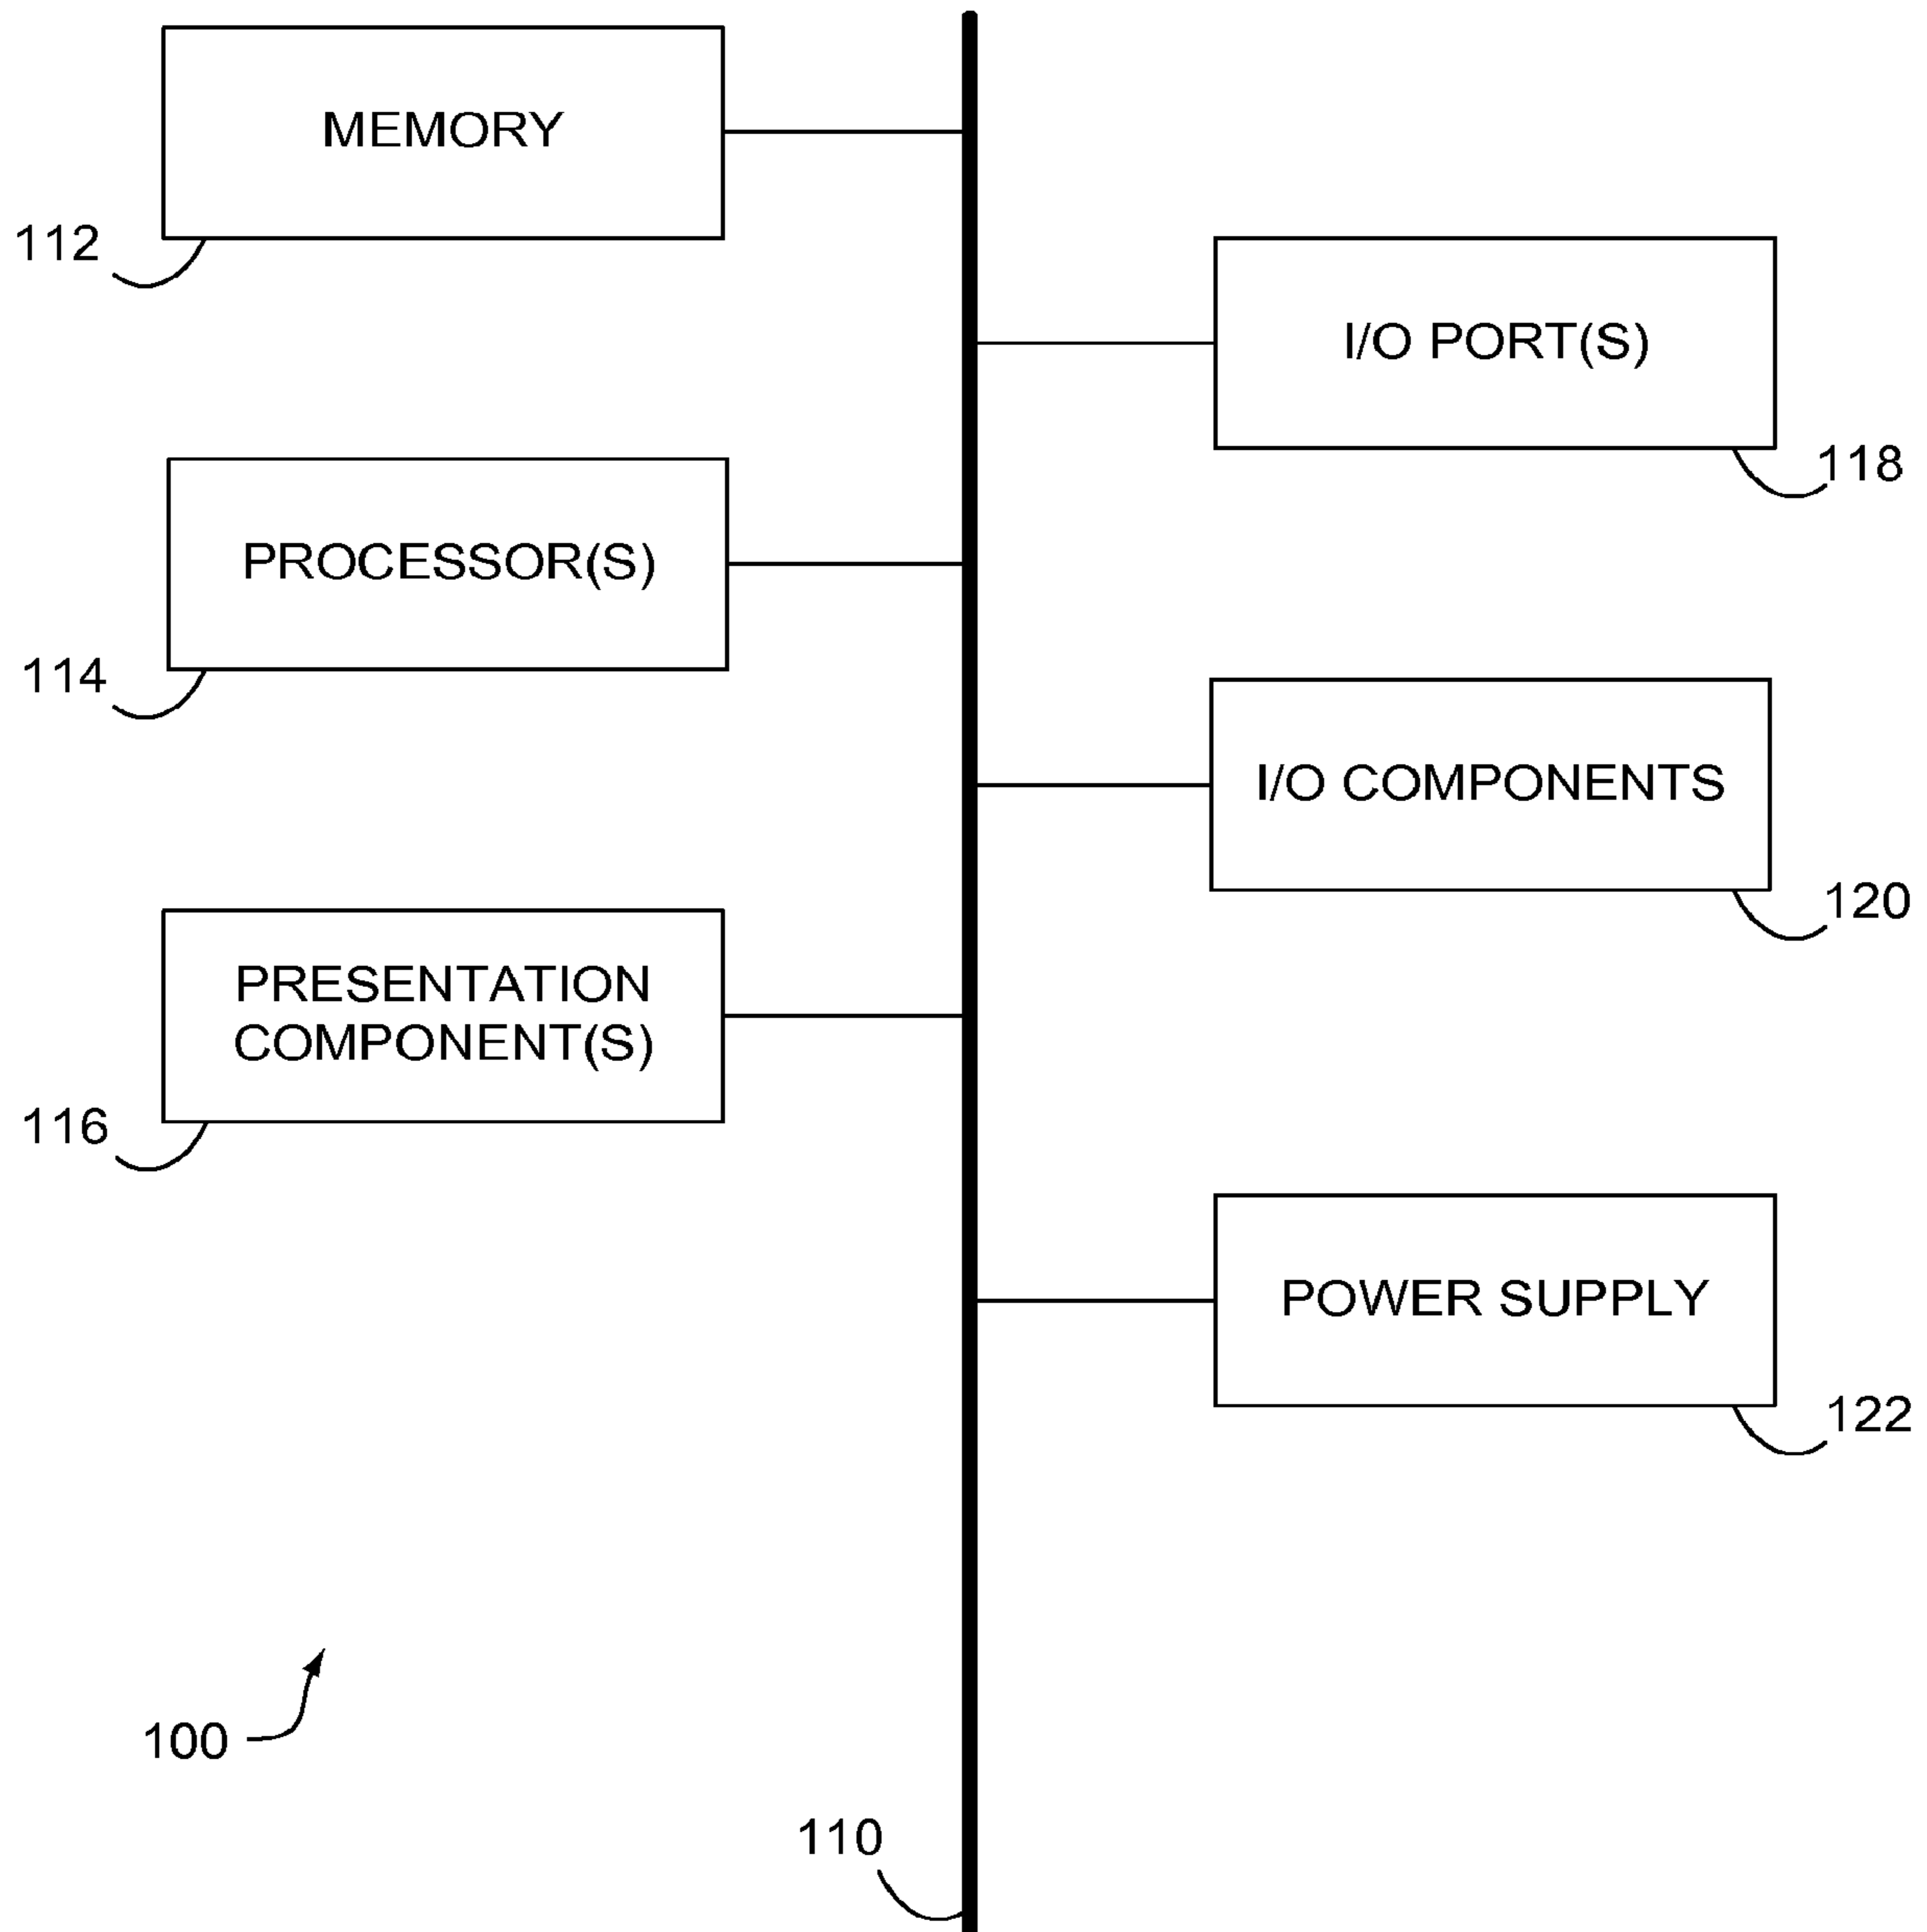 MEMORY
112
I/O PORT(S)
118
PROCESSOR(S)
114
I/O COMPONENTS
120
PRESENTATION
COMPONENT(S)
116
POWER SUPPLY
122
100
110